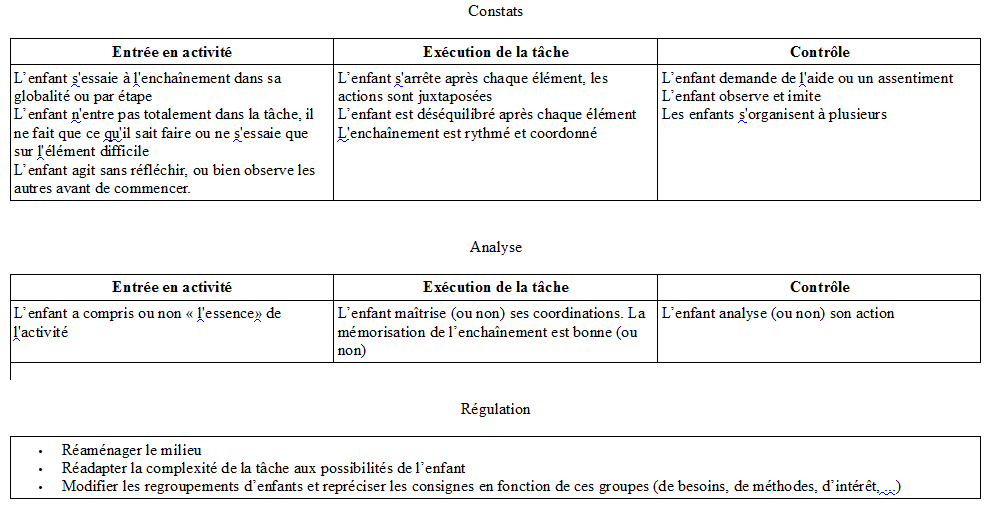 Constats
Entrée en activité
Exécution de la tâche
Contrôle
L'enfant s'essaie à l'enchaînement dans sa
globalité ou par étape
L'enfant n'entre pas totalement dans la tâche, il
ne fait que ce qu'il sait faire ou ne s'essaie que
sur l'élément difficile
L'enfant agit sans réfléchir, ou bien observe les
autres avant de commencer.
L'enfant s'arrête après chaque élément, les
actions sont juxtaposées
L'enfant est déséquilibré après chaque élément
L'enchaînement est rythmé et coordonné
L'enfant demande de l'aide ou un assentiment
L'enfant observe et imite
Les enfants s'organisent à plusieurs
Analyse
Entrée en activité
Exécution de la tâche
Contrôle
L'enfant a compris ou non « l'essence» de
l'activité
L'enfant maîtrise (ou non) ses coordinations. La
mémorisation de l'enchaînement est bonne (ou
non)
L'enfant analyse (ou non) son action
Régulation
• Réaménager le milieu
• Réadapter la complexité de la tâche aux possibilités de l'enfant
• Modifier les regroupements d'enfants et repréciser les consignes en fonction de ces groupes (de besoins, de méthodes, d'intérêt, ...)